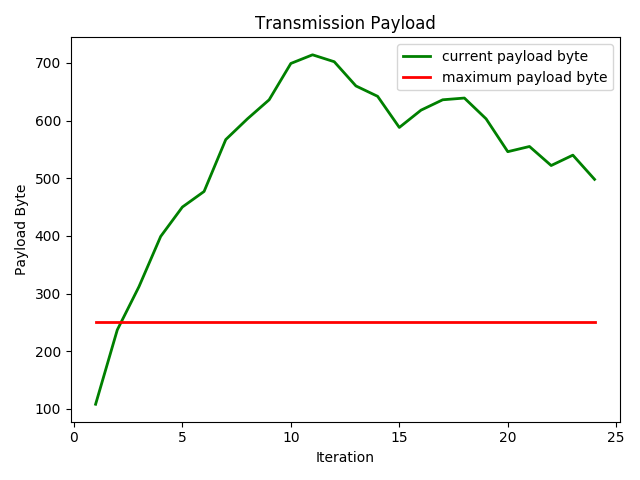 Transmission Payload
current payload byte
maximum payload byte
Payload Byte
700
600
500
400
300
200
100
0 5 10 15 20 25
Iteration